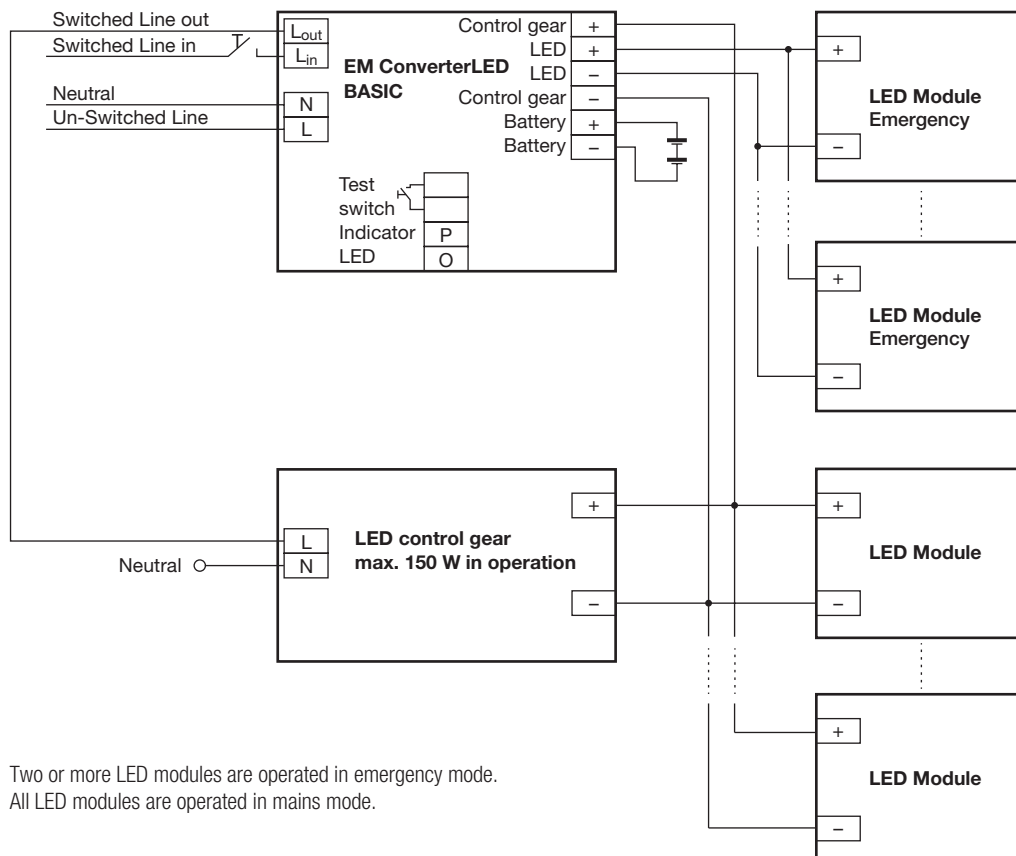 Switched Line out
Switched Line in
Neutral
Un-Switched Line
Lout
Lin
N
L
EM ConverterLED
BASIC
Control gear +
LED +
LED –
Control gear –
Battery +
Battery –
Test
switch
Indicator P
LED O
+
LED Module
Emergency
–
+
LED Module
Emergency
–
Neutral
L
N
LED control gear
max. 150 W in operation
+
–
+
LED Module
–
+
LED Module
–
Two or more LED modules are operated in emergency mode.
All LED modules are operated in mains mode.